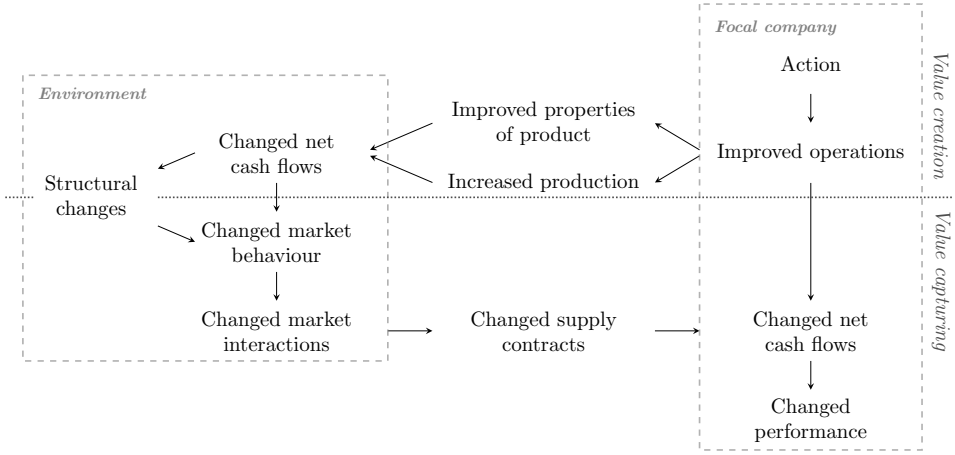 Focal company
Action
Value creation
Environment
Improved properties
of product
Changed net
cash flows
Improved operations
Increased production
Structural
changes
Changed market
behaviour
Value capturing
Changed market
interactions
Changed supply
contracts
Changed net
cash flows
Changed
performance